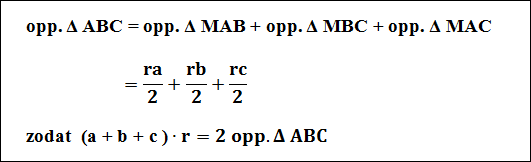 opp. Δ ABC = opp. Δ MAB + opp. Δ MBC + opp. Δ MAC
= ra/2 + rb/2 + rc/2
zodat (a + b + c ) · r = 2 opp. Δ ABC